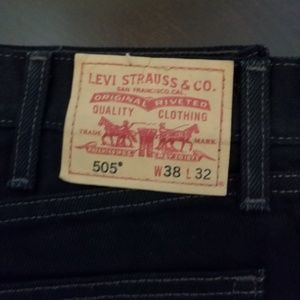 LEVI STRAUSS & CO.
SAN FRANCISCO, CAL.
ORIGINAL RIVETED
QUALITY CLOTHING
TRADE MARK
505® W38 L32